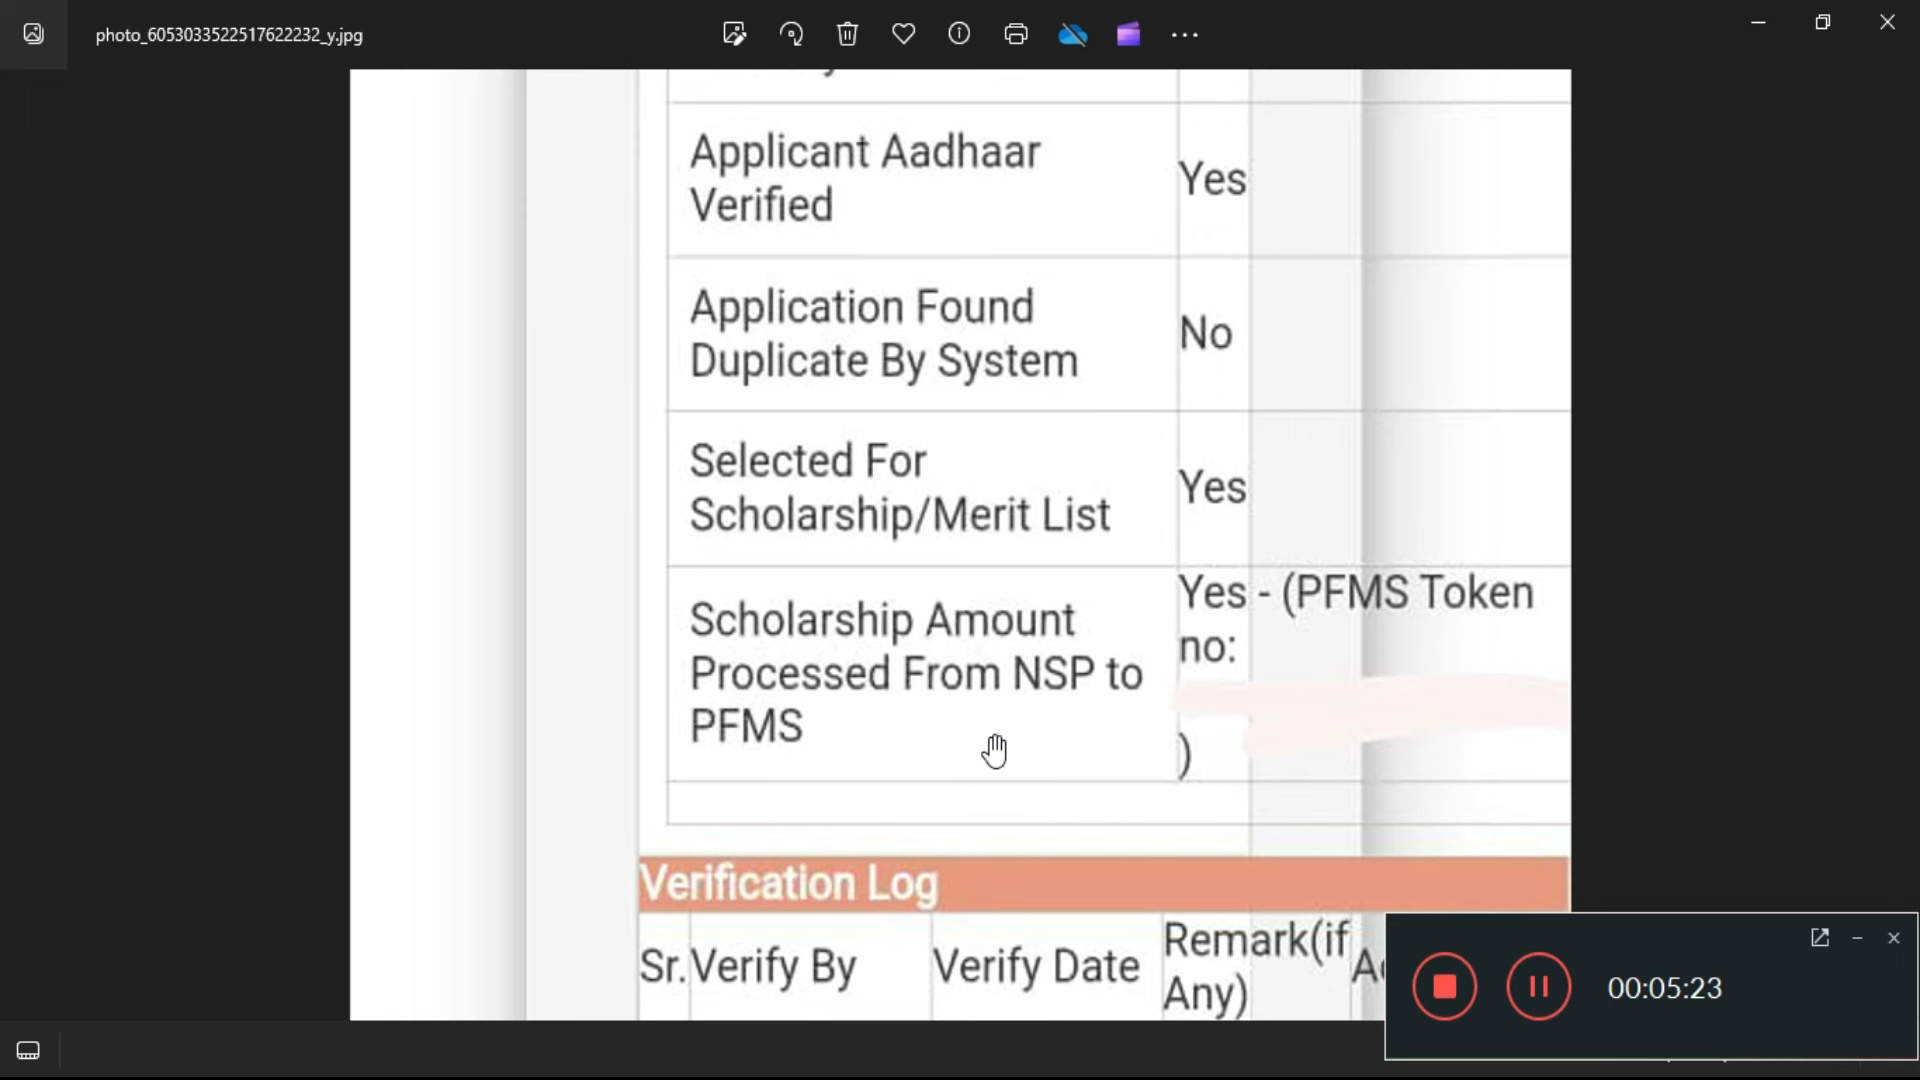 photo_6053033522517622232_y.jpg
Applicant Aadhaar
Verified
Yes
Application Found
Duplicate By System
No
Selected For
Scholarship/Merit List
Yes
Scholarship Amount
Processed From NSP to
PFMS
Yes - (PFMS Token
no:
)
Verification Log
Sr.
Verify By
Verify Date
Remark(if
Any)
00:05:23